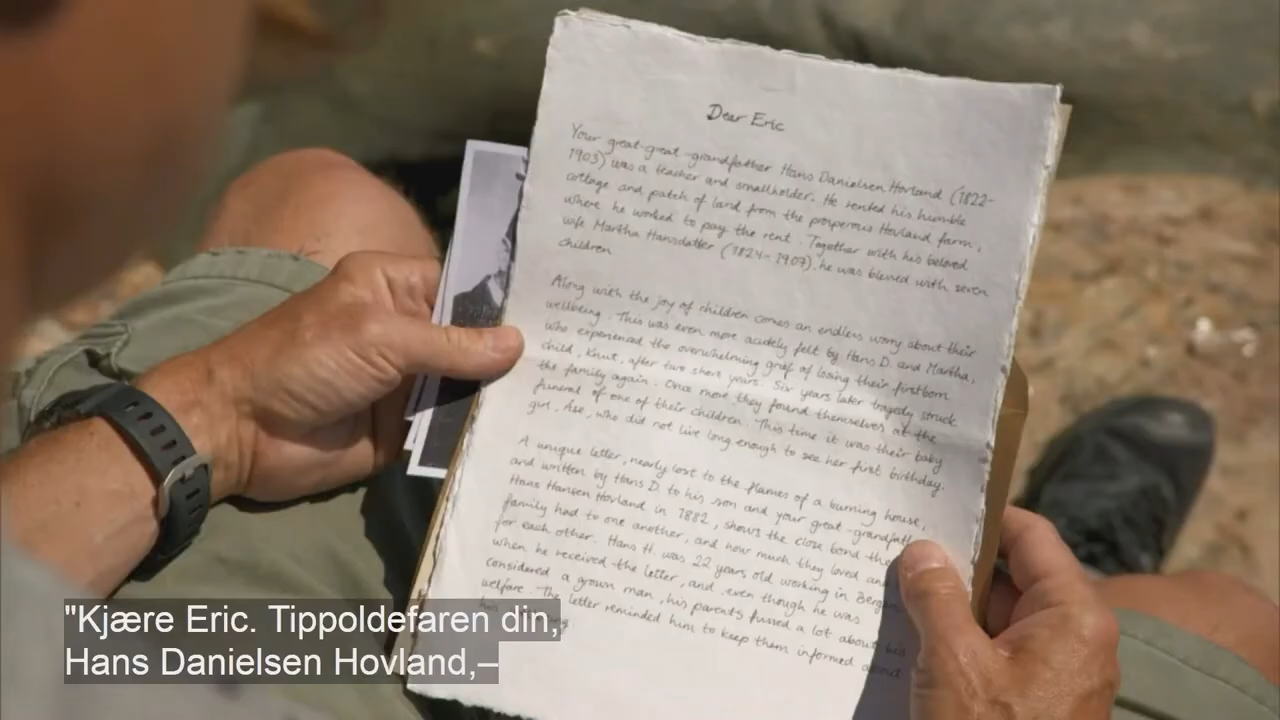 Dear Eric
Your great-great-grandfather Hans Danielsen Hovland (1822-
1903) was a teacher and smallholder. He rented his humble
cottage and patch of land from the prosperous Hovland farm,
where he worked to pay the rent. Together with his beloved
wife Martha Hansdatter (1824-1907), he was blessed with seven
children
Along with the joy of children comes an endless worry about their
wellbeing. This was even more acutely felt by Hans D. and Martha,
who experienced the overwhelming grief of losing their firstborn
child, Knut, after two short years. Six years later tragedy struck
the family again. Once more they found themselves at the
funeral of one of their children. This time it was their baby
girl, Åse, who did not live long enough to see her first birthday.
A unique letter, nearly lost to the flames of a burning house,
and written by Hans D. to his son and your great-grandfath
Hans Hansen Hovland in 1882, shows the close bond the
family had to one another, and how much they loved and
for each other. Hans H. was 22 years old working in Bergen
when he received the letter, and even though he was
considered a grown man, his parents fussed a lot about his
welfare. The letter reminded him to keep them informed
"Kjære Eric. Tippoldefaren din,
Hans Danielsen Hovland,–